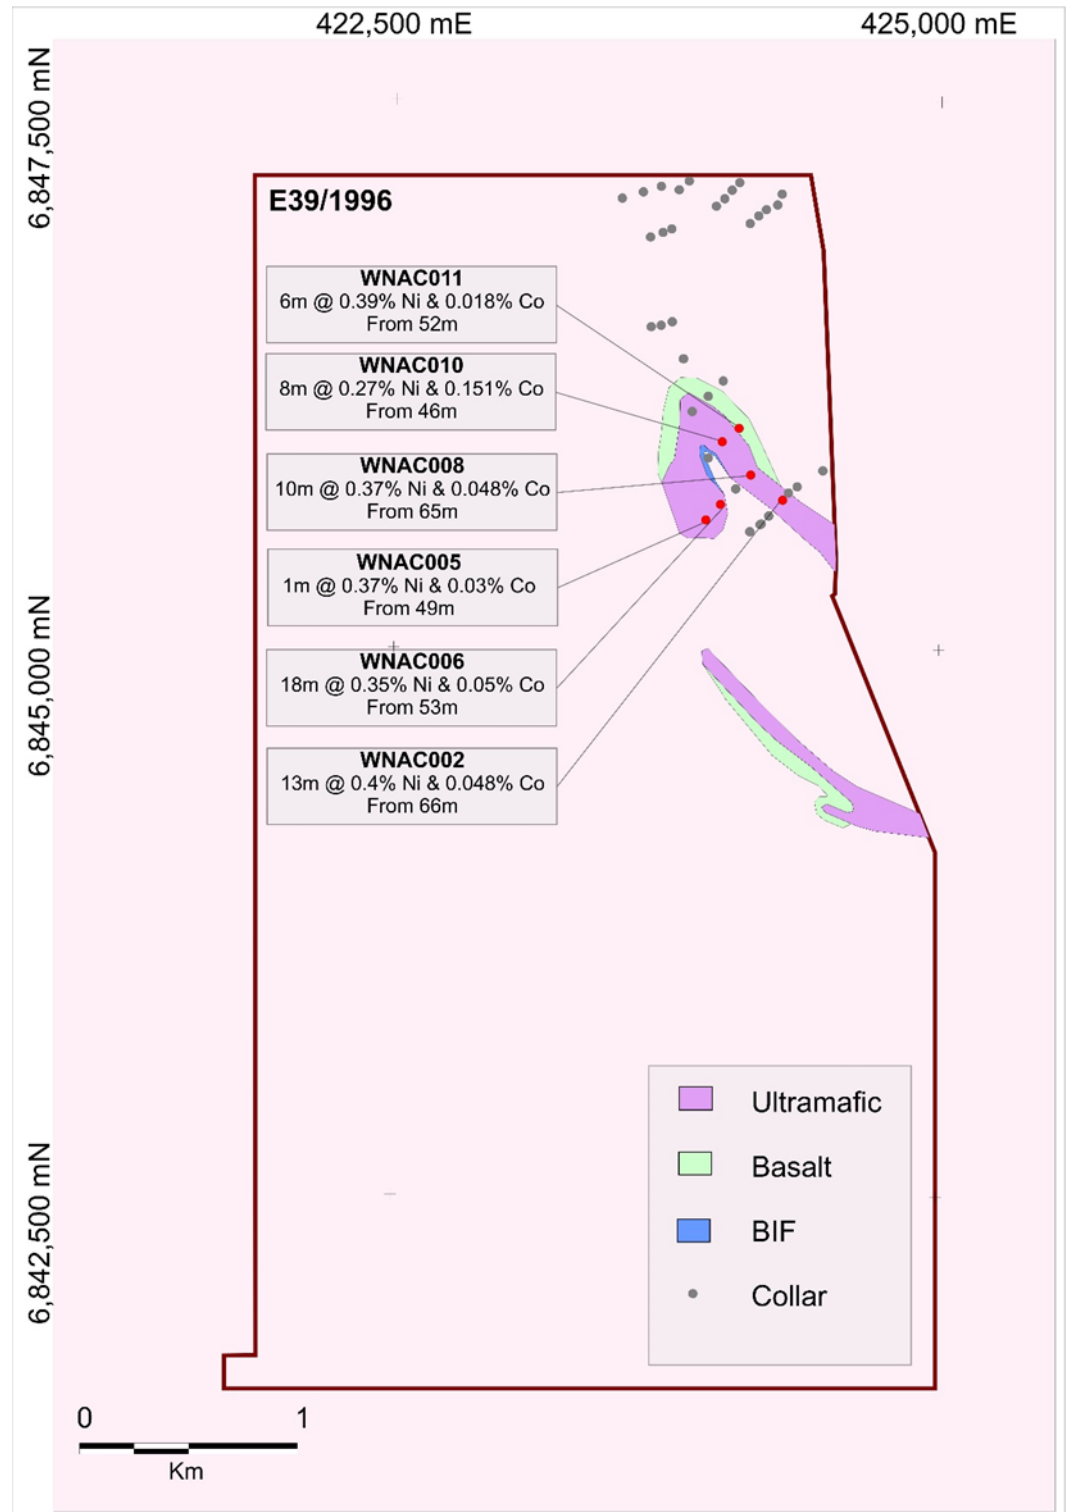 422,500 mE
425,000 mE
6,847,500 mN
E39/1996
WNAC011
6m @ 0.39% Ni & 0.018% Co
From 52m
WNAC010
8m @ 0.27% Ni & 0.151% Co
From 46m
WNAC008
10m @ 0.37% Ni & 0.048% Co
From 65m
WNAC005
1m @ 0.37% Ni & 0.03% Co
From 49m
6,845,000 mN
WNAC006
18m @ 0.35% Ni & 0.05% Co
From 53m
WNAC002
13m @ 0.4% Ni & 0.048% Co
From 66m
6,842,500 mN
Ultramafic
Basalt
BIF
Collar
0
1
Km